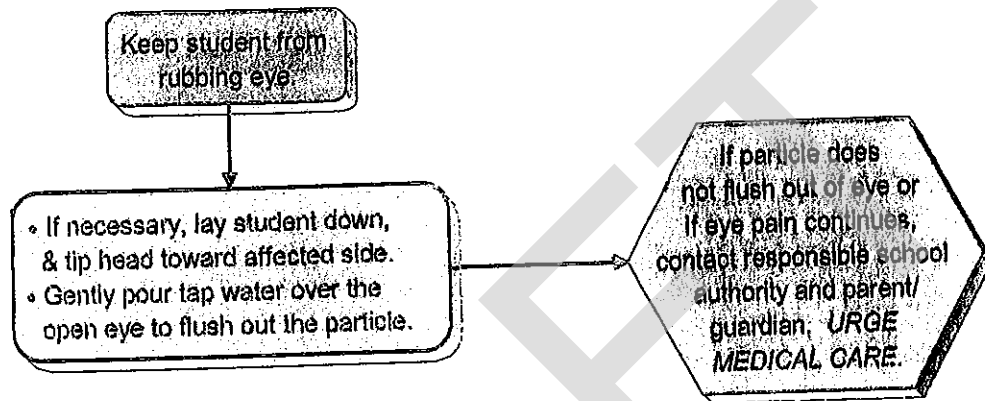 Keep student from
rubbing eye.
• If necessary, lay student down,
& tip head toward affected side.
• Gently pour tap water over the
open eye to flush out the particle.
If particle does
not flush out of eye or
if eye pain continues,
contact responsible school
authority and parent/
guardian, URGE
MEDICAL CARE.